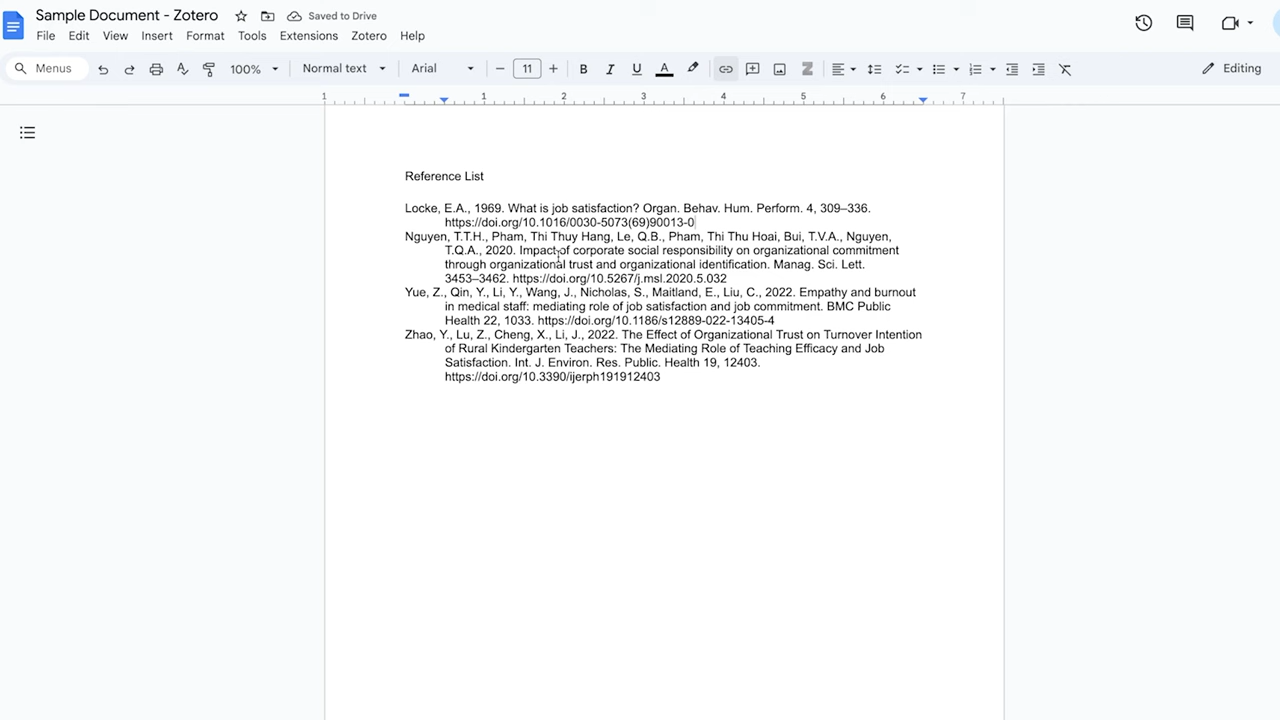 Sample Document - Zotero Saved to Drive
File Edit View Insert Format Tools Extensions Zotero Help
Menus 100% Normal text Arial 11 B I U A Editing
1 1 2 3 4 5 6 7
Reference List
Locke, E.A., 1969. What is job satisfaction? Organ. Behav. Hum. Perform. 4, 309–336.
https://doi.org/10.1016/0030-5073(69)90013-0
Nguyen, T.T.H., Pham, Thi Thuy Hang, Le, Q.B., Pham, Thi Thu Hoai, Bui, T.V.A., Nguyen,
T.Q.A., 2020. Impact of corporate social responsibility on organizational commitment
through organizational trust and organizational identification. Manag. Sci. Lett.
3453–3462. https://doi.org/10.5267/j.msl.2020.5.032
Yue, Z., Qin, Y., Li, Y., Wang, J., Nicholas, S., Maitland, E., Liu, C., 2022. Empathy and burnout
in medical staff: mediating role of job satisfaction and job commitment. BMC Public
Health 22, 1033. https://doi.org/10.1186/s12889-022-13405-4
Zhao, Y., Lu, Z., Cheng, X., Li, J., 2022. The Effect of Organizational Trust on Turnover Intention
of Rural Kindergarten Teachers: The Mediating Role of Teaching Efficacy and Job
Satisfaction. Int. J. Environ. Res. Public. Health 19, 12403.
https://doi.org/10.3390/ijerph191912403